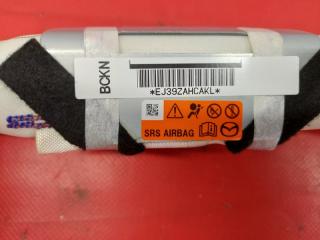 BCKN
*EJ39ZAHCAKL*
SRS AIRBAG